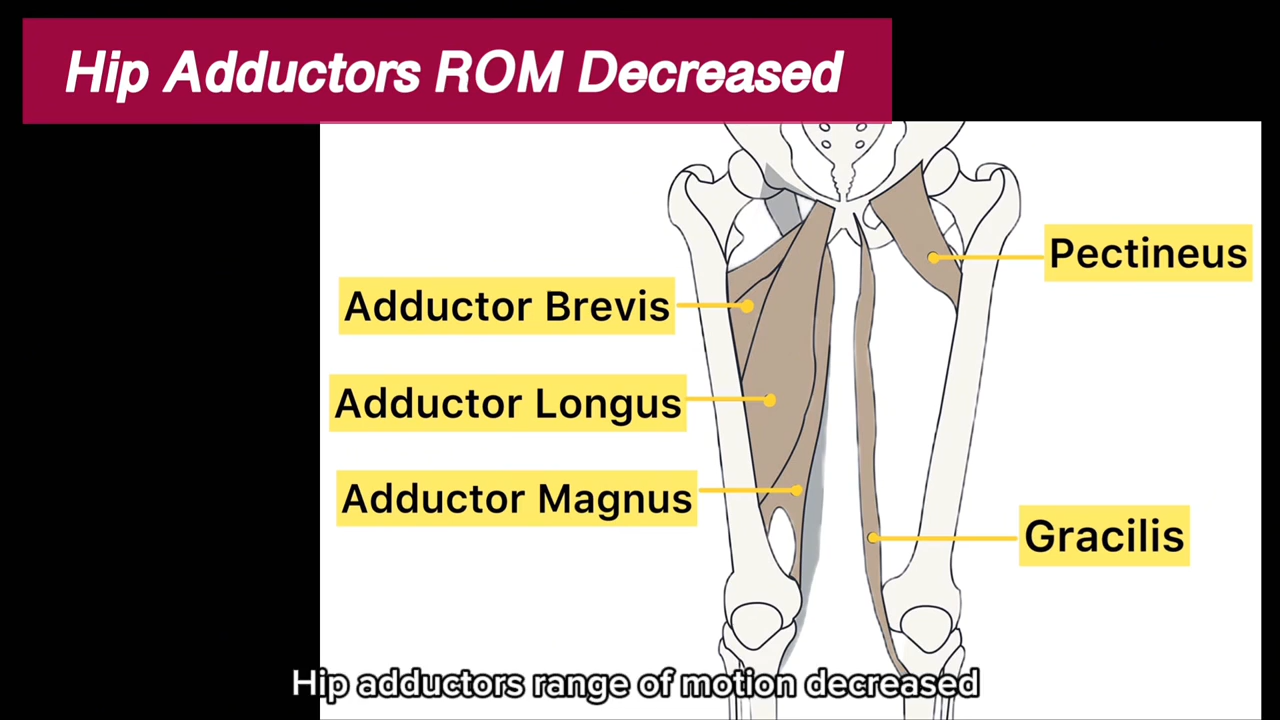 Hip Adductors ROM Decreased
Pectineus
Adductor Brevis
Adductor Longus
Adductor Magnus
Gracilis
Hip adductors range of motion decreased